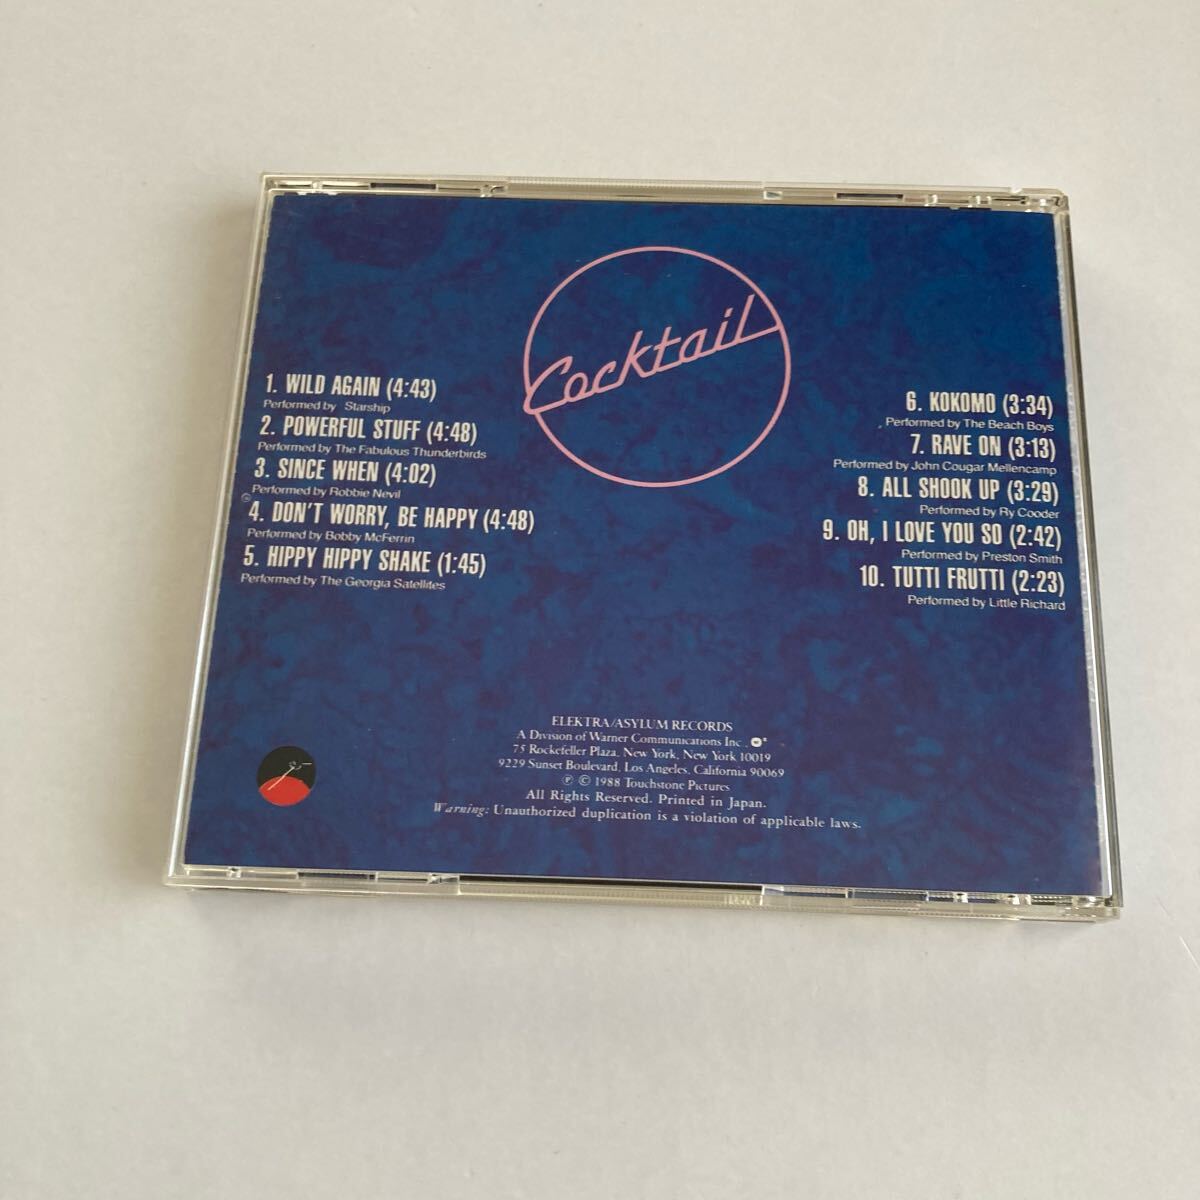 Cocktail
1. WILD AGAIN (4:43)
Performed by Starship
2. POWERFUL STUFF (4:48)
Performed by The Fabulous Thunderbirds
3. SINCE WHEN (4:02)
Performed by Robbie Nevil
4. DON'T WORRY, BE HAPPY (4:48)
Performed by Bobby McFerrin
5. HIPPY HIPPY SHAKE (1:45)
Performed by The Georgia Satellites
6. KOKOMO (3:34)
Performed by The Beach Boys
7. RAVE ON (3:13)
Performed by John Cougar Mellencamp
8. ALL SHOOK UP (3:29)
Performed by Ry Cooder
9. OH, I LOVE YOU SO (2:42)
Performed by Preston Smith
10. TUTTI FRUTTI (2:23)
Performed by Little Richard
ELEKTRA/ASYLUM RECORDS
A Division of Warner Communications Inc.
75 Rockefeller Plaza, New York, New York 10019
9229 Sunset Boulevard, Los Angeles, California 90069
℗ © 1988 Touchstone Pictures
All Rights Reserved. Printed in Japan.
Warning: Unauthorized duplication is a violation of applicable laws.